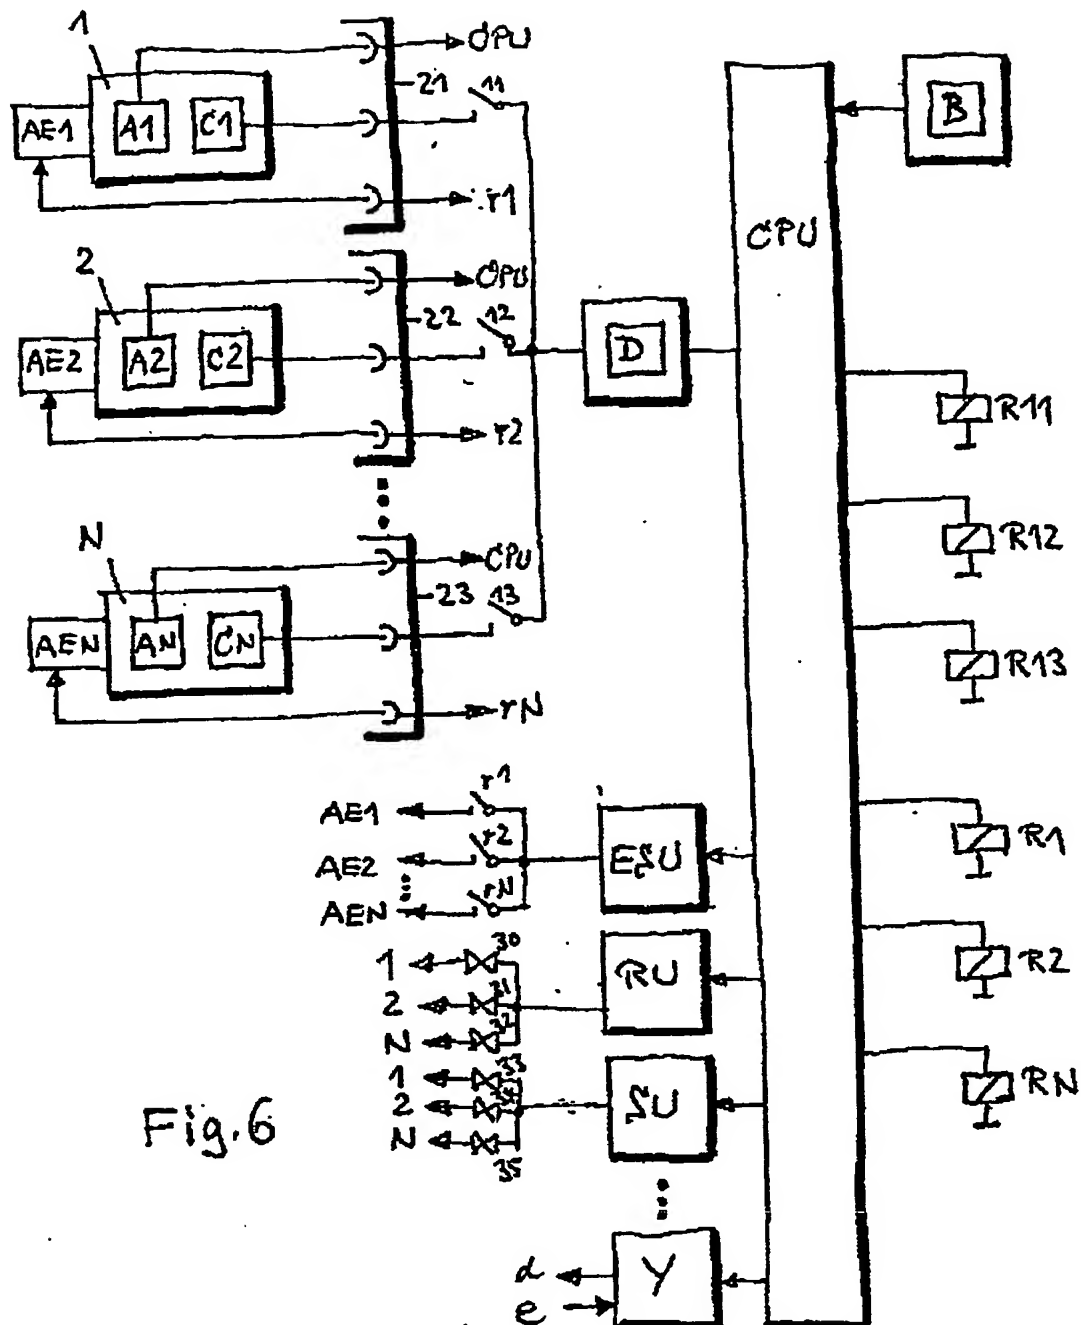 1
CPU
21
11
AE1
A1
C1
B
r1
CPU
2
CPU
22
12
AE2
A2
C2
D
R11
r2
N
CPU
R12
23
13
AEN
AN
CN
R13
rN
r1
AE1
r2
ESU
R1
AE2
rN
AEN
30
1
RU
R2
31
2
N
33
1
RN
2
SU
N
35
Fig.6
d
Y
e